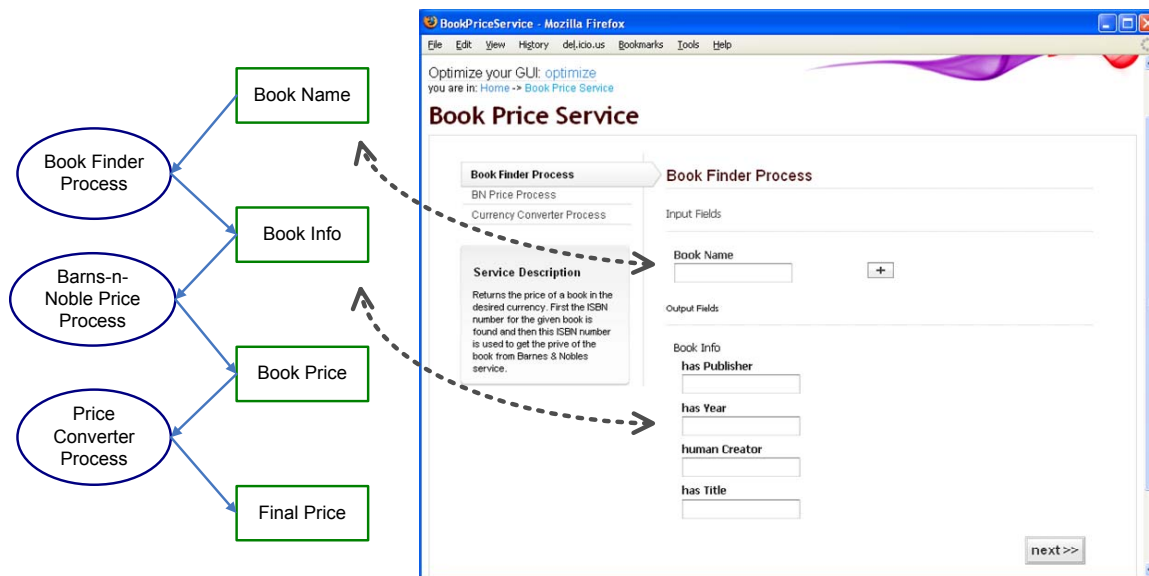 Book Name
Book Finder
Process
Book Info
Barns-n-
Noble Price
Process
Book Price
Price
Converter
Process
Final Price
BookPriceService - Mozilla Firefox
File Edit View History del.icio.us Bookmarks Tools Help
Optimize your GUI: optimize
you are in: Home -> Book Price Service
Book Price Service
Book Finder Process
BN Price Process
Currency Converter Process
Service Description
Returns the price of a book in the
desired currency. First the ISBN
number for the given book is
found and then this ISBN number
is used to get the prive of the
book from Barnes & Nobles
service.
Book Finder Process
Input Fields
Book Name
+
Output Fields
Book Info
has Publisher
has Year
human Creator
has Title
next>>